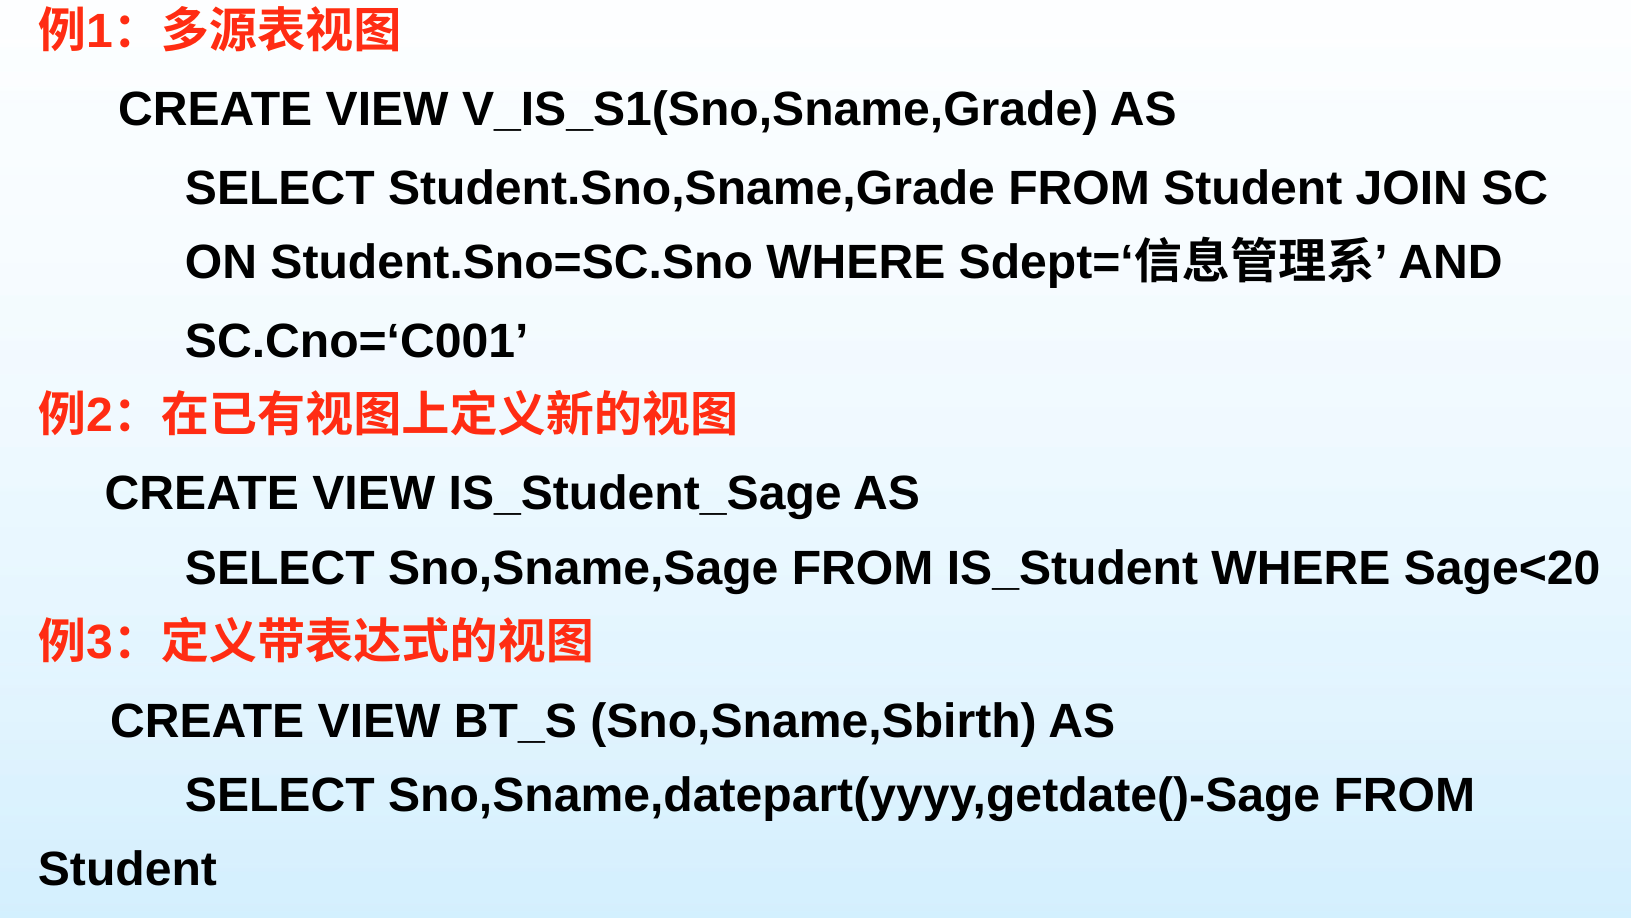 例1：多源表视图
CREATE VIEW V_IS_S1(Sno,Sname,Grade) AS
SELECT Student.Sno,Sname,Grade FROM Student JOIN SC
ON Student.Sno=SC.Sno WHERE Sdept=‘信息管理系’ AND
SC.Cno=‘C001’
例2：在已有视图上定义新的视图
CREATE VIEW IS_Student_Sage AS
SELECT Sno,Sname,Sage FROM IS_Student WHERE Sage<20
例3：定义带表达式的视图
CREATE VIEW BT_S (Sno,Sname,Sbirth) AS
SELECT Sno,Sname,datepart(yyyy,getdate()-Sage FROM
Student